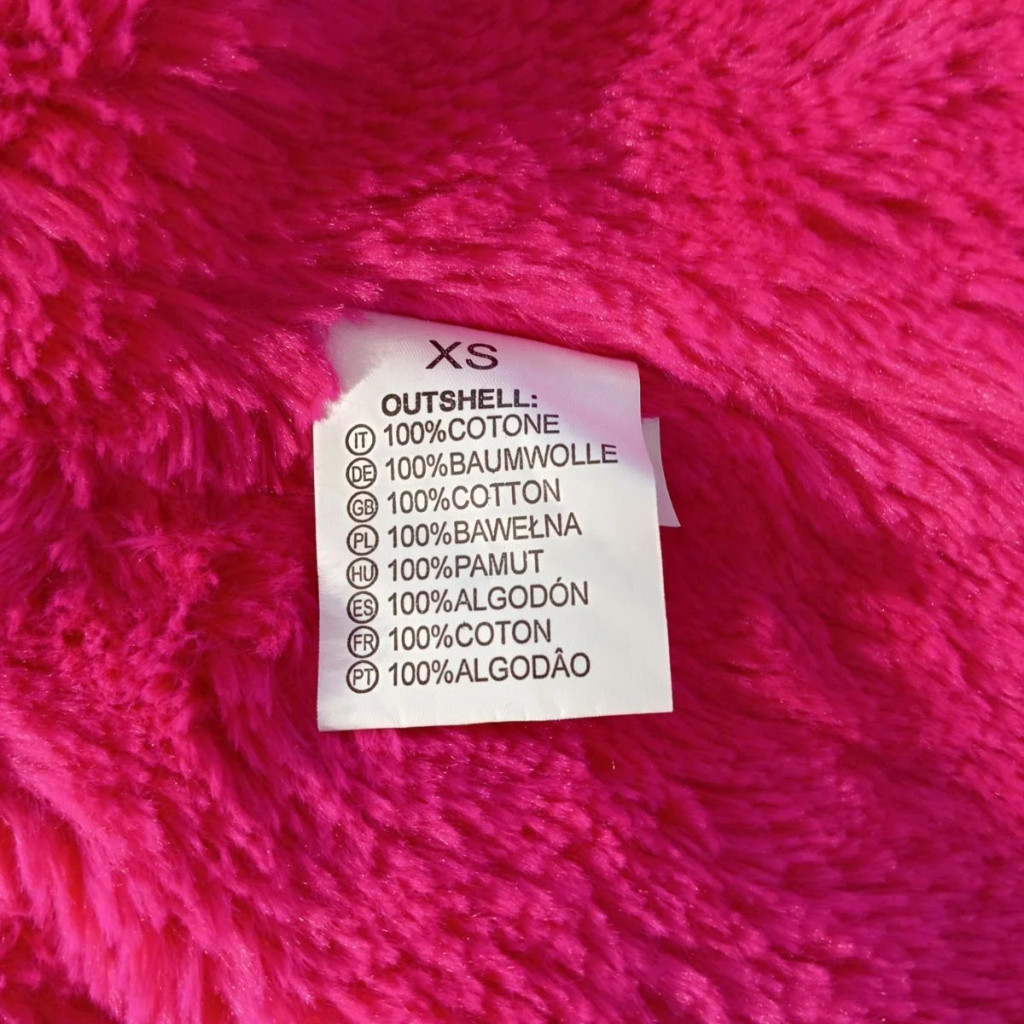 XS
OUTSHELL:
IT 100%COTONE
DE 100%BAUMWOLLE
GB 100%COTTON
PL 100%BAWEŁNA
HU 100%PAMUT
ES 100%ALGODÓN
FR 100%COTON
PT 100%ALGODÂO